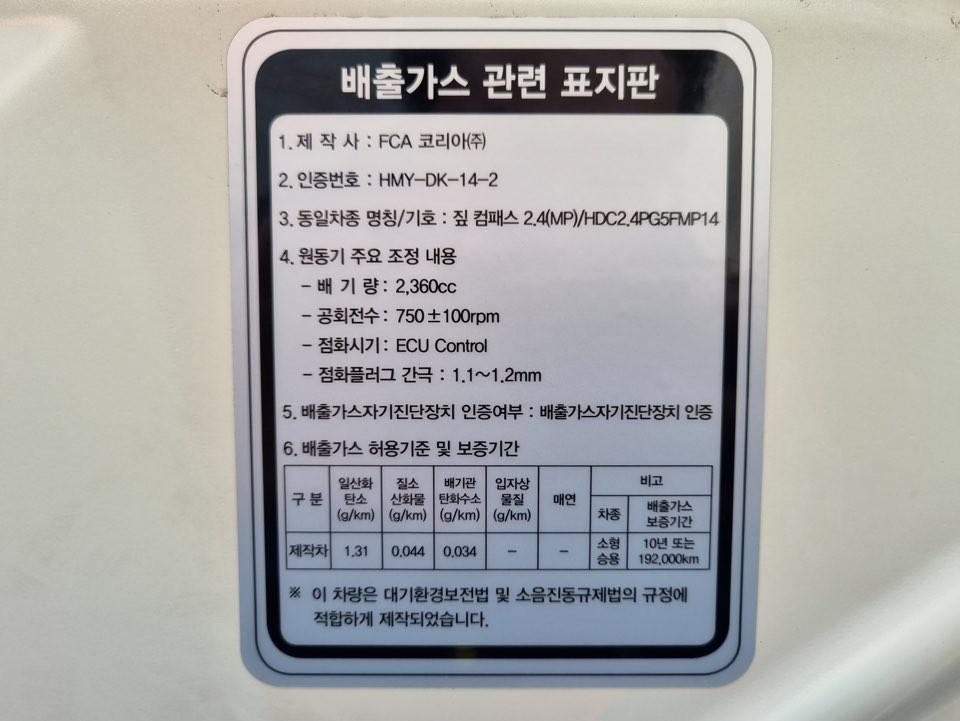 배출가스 관련 표지판
1. 제 작 사 : FCA 코리아㈜
2. 인증번호 : HMY-DK-14-2
3. 동일차종 명칭/기호 : 짚 컴패스 2.4(MP)/HDC2.4PG5FMP14
4. 원동기 주요 조정 내용
- 배 기 량 : 2,360cc
- 공회전수 : 750±100rpm
- 점화시기 : ECU Control
- 점화플러그 간극 : 1.1~1.2mm
5. 배출가스자기진단장치 인증여부 : 배출가스자기진단장치 인증
6. 배출가스 허용기준 및 보증기간
구 분 일산화탄소 (g/km) 질소산화물 (g/km) 배기관탄화수소 (g/km) 입자상물질 (g/km) 매연 비고
차종 배출가스 보증기간
제작차 1.31 0.044 0.034 - - 소형승용 10년 또는 192,000km
※ 이 차량은 대기환경보전법 및 소음진동규제법의 규정에
적합하게 제작되었습니다.